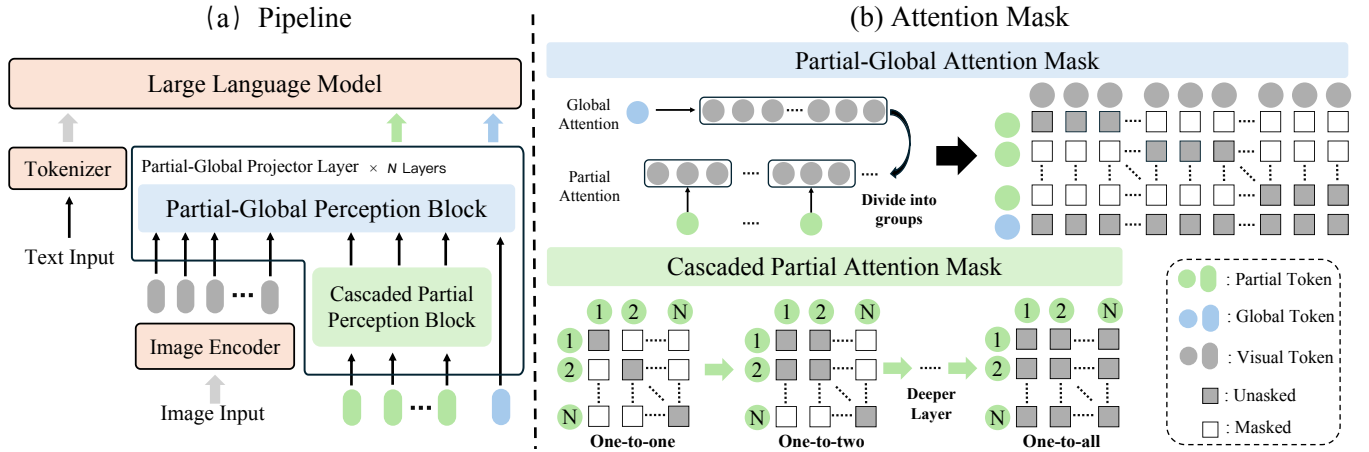 (a) Pipeline
Large Language Model
Tokenizer
Text Input
Partial-Global Projector Layer × N Layers
Partial-Global Perception Block
...
Cascaded Partial
Perception Block
Image Encoder
Image Input
...
(b) Attention Mask
Partial-Global Attention Mask
Global
Attention
Partial
Attention
Divide into
groups
Cascaded Partial Attention Mask
1 2 N
1
2
N
One-to-one
1 2 N
1
2
N
One-to-two
Deeper
Layer
1 2 N
1
2
N
One-to-all
: Partial Token
: Global Token
: Visual Token
: Unasked
: Masked